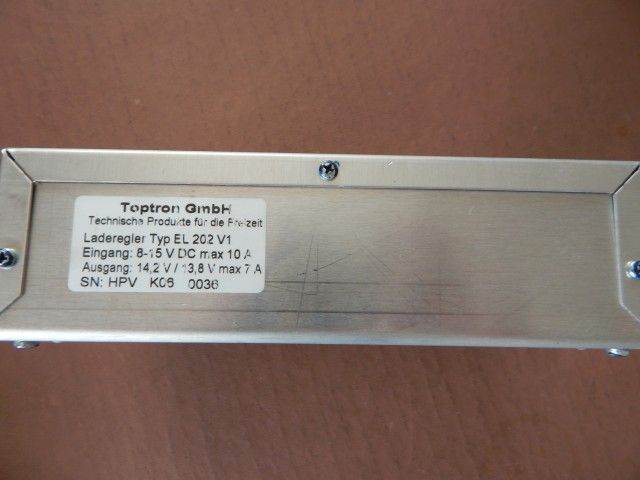 Toptron GmbH
Technische Produkte für die Freizeit
Laderegler Typ EL 202 V1
Eingang: 8-15 V DC max 10 A
Ausgang: 14,2 V / 13,8 V max 7 A
SN: HPV K06 0036